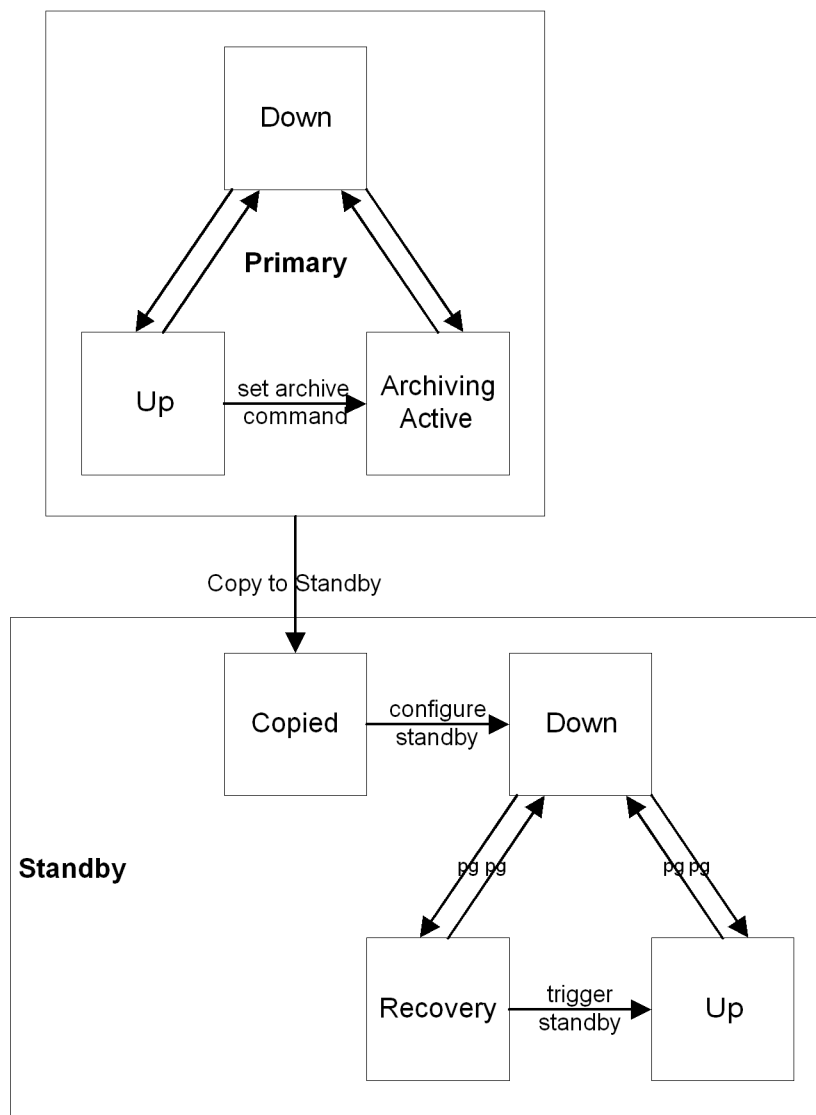 Down
Primary
Up
set archive
command
Archiving
Active
Copy to Standby
Copied
configure
standby
Down
Standby
pg pg
pg pg
Recovery
trigger
standby
Up